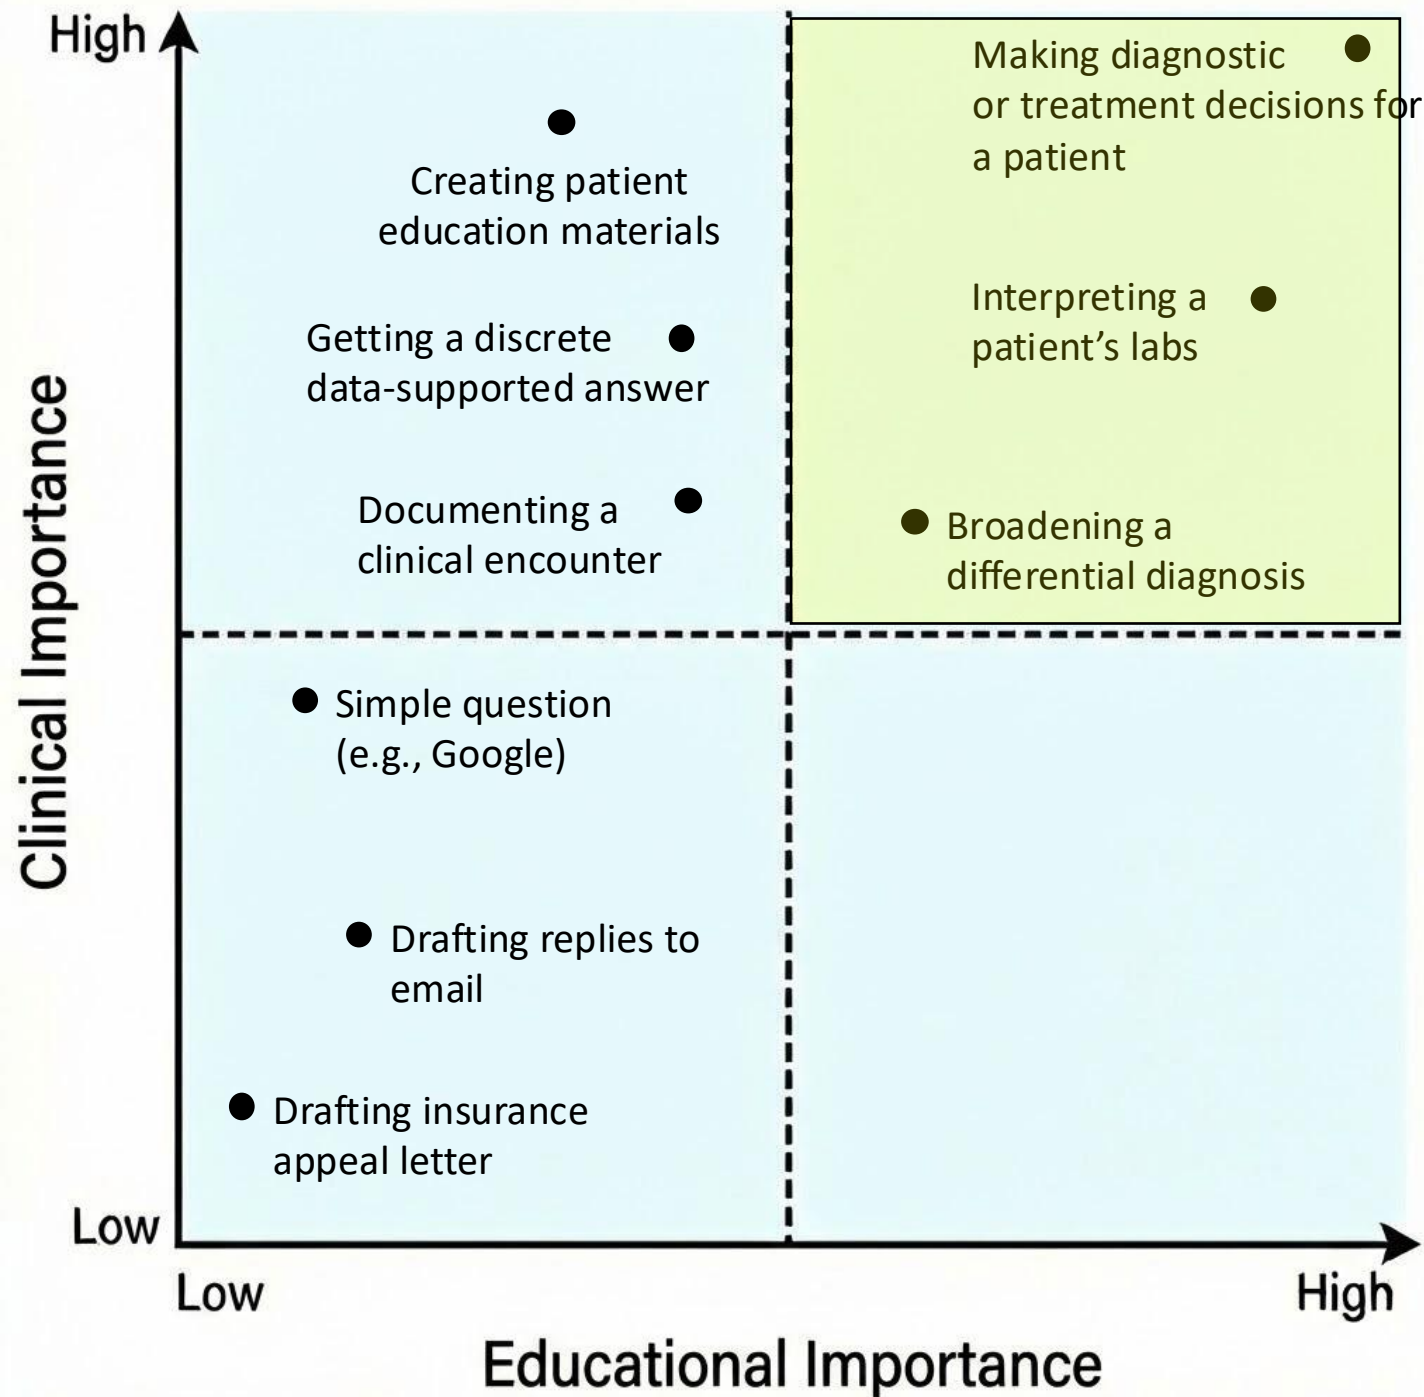 High
Making diagnostic
or treatment decisions for
a patient
Creating patient
education materials
Interpreting a
patient’s labs
Getting a discrete
data-supported answer
Documenting a
clinical encounter
Broadening a
differential diagnosis
Clinical Importance
Simple question
(e.g., Google)
Drafting replies to
email
Drafting insurance
appeal letter
Low
Low
High
Educational Importance